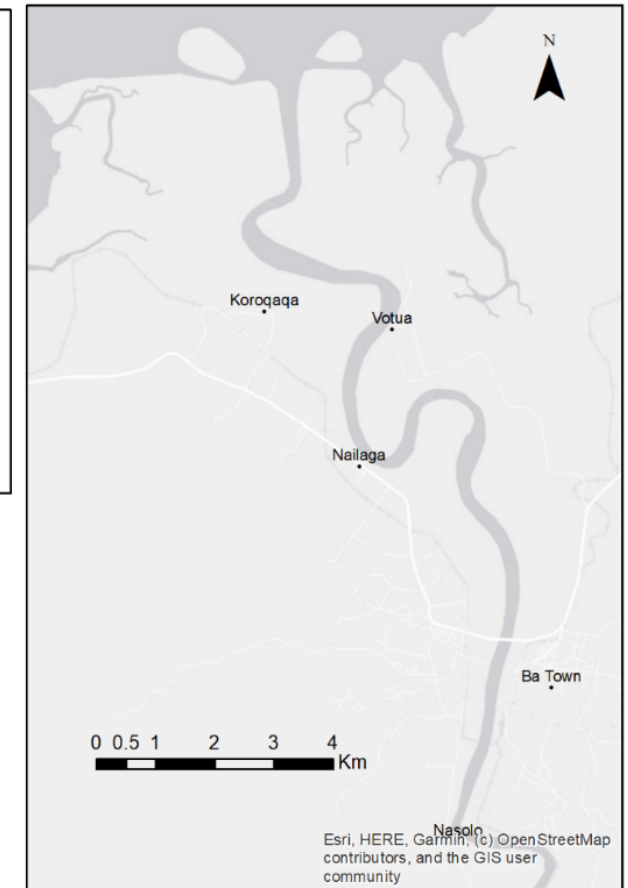 N
Koroqaqa
Votua
Nailaga
Ba Town
0 0.5 1 2 3 4
Km
Nasolo
Esri, HERE, Garmin, (c) OpenStreetMap
contributors, and the GIS user
community